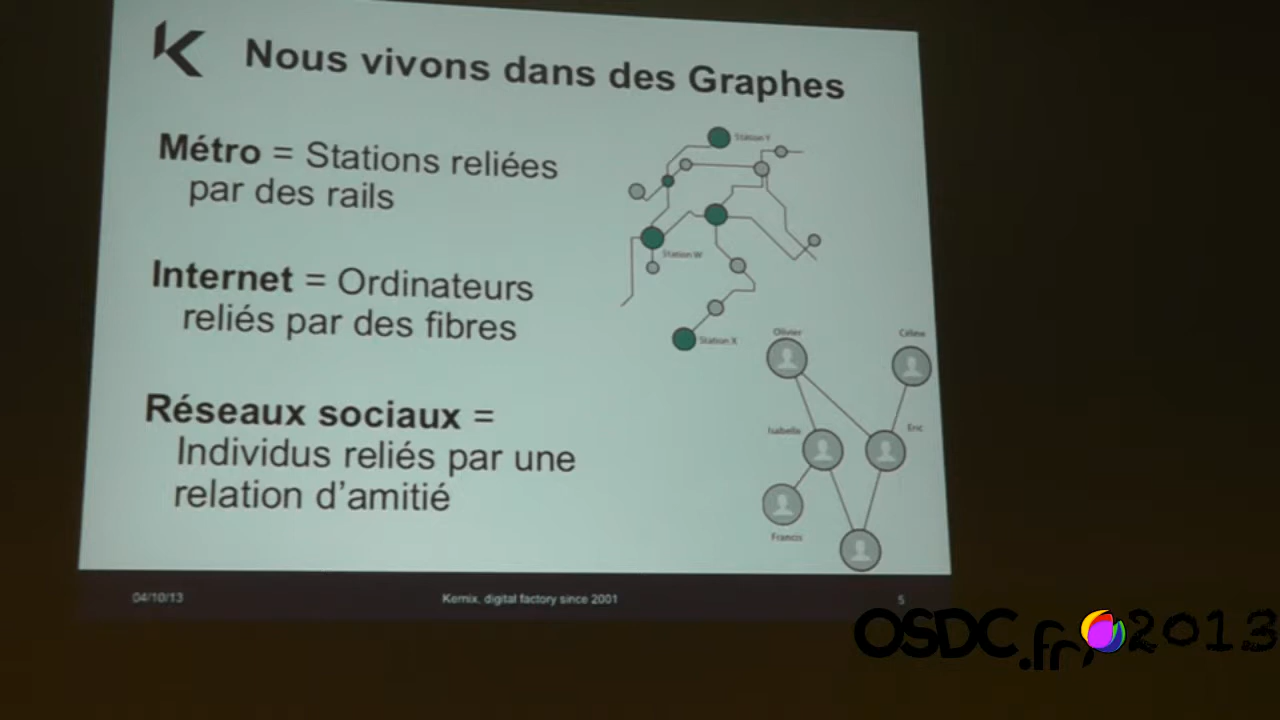 Nous vivons dans des Graphes
Métro = Stations reliées
par des rails
Internet = Ordinateurs
reliés par des fibres
Réseaux sociaux =
Individus reliés par une
relation d'amitié
Station Y
Station W
Station X
Olivier
Céline
Isabelle
Eric
Francis
04/10/13
Kernix, digital factory since 2001
5
OSDC.fr 2013